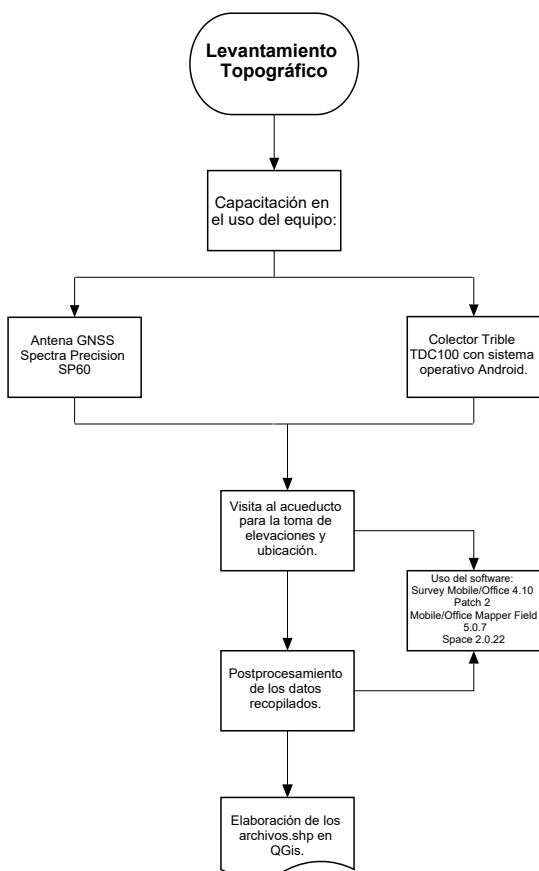 Levantamiento
Topográfico
Capacitación en
el uso del equipo:
Antena GNSS
Spectra Precision
SP60
Colector Trible
TDC100 con sistema
operativo Android.
Visita al acueducto
para la toma de
elevaciones y
ubicación.
Uso del software:
Survey Mobile/Office 4.10
Patch 2
Mobile/Office Mapper Field
5.0.7
Space 2.0.22
Postprocesamiento
de los datos
recopilados.
Elaboración de los
archivos.shp en
QGis.